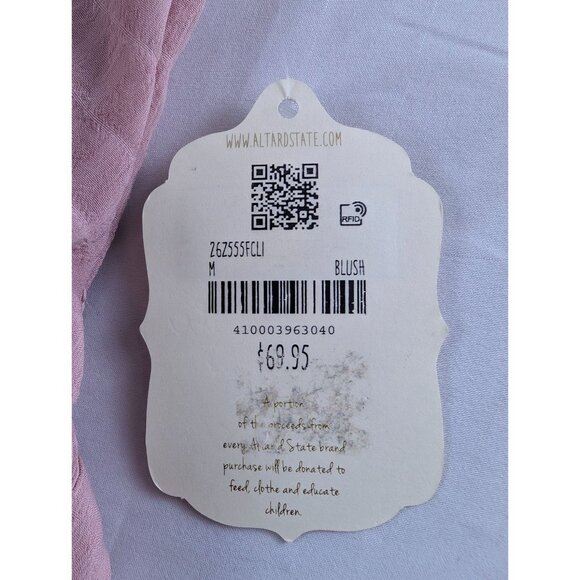 WWW.ALTARDSTATE.COM
RFID
26Z555FCLI
M BLUSH
410003963040
$69.95
A portion
of the proceeds from
every Altar'd State brand
purchase will be donated to
feed, clothe and educate
children.